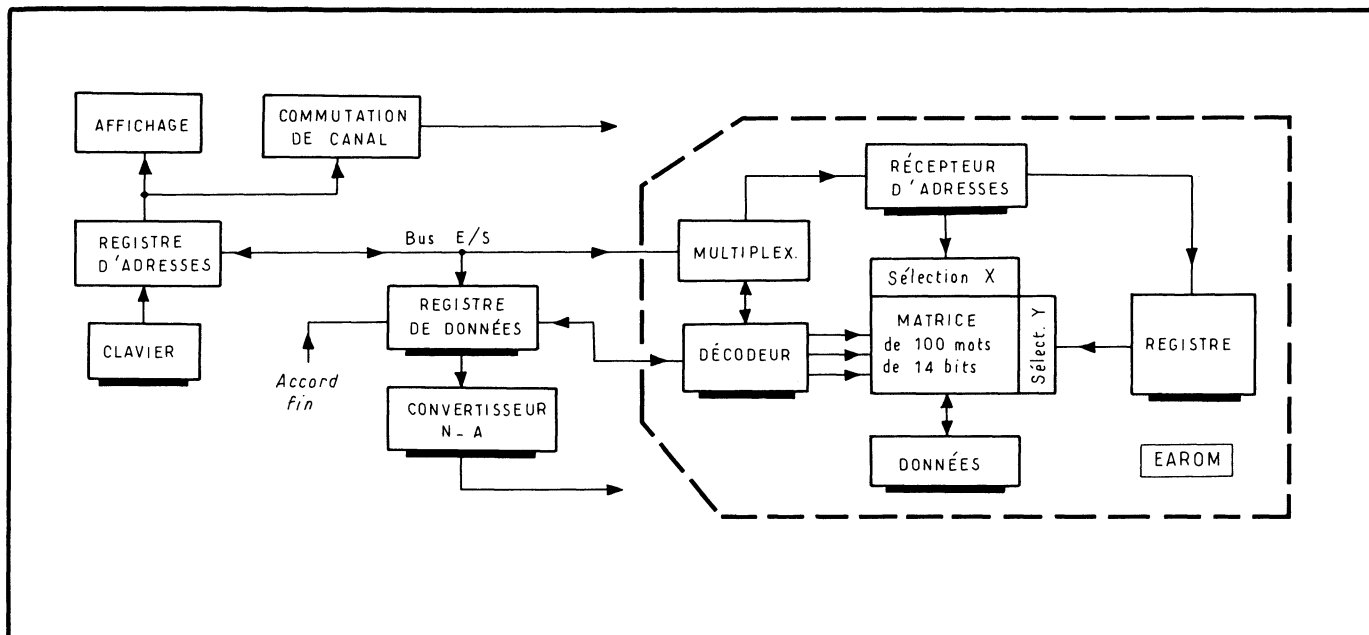 AFFICHAGE
COMMUTATION
DE CANAL
RÉCEPTEUR
D'ADRESSES
REGISTRE
D'ADRESSES
Bus E/S
MULTIPLEX.
Sélection X
REGISTRE
DE DONNÉES
MATRICE
de 100 mots
de 14 bits
Sélect. Y
REGISTRE
CLAVIER
DÉCODEUR
Accord
fin
CONVERTISSEUR
N-A
DONNÉES
EAROM